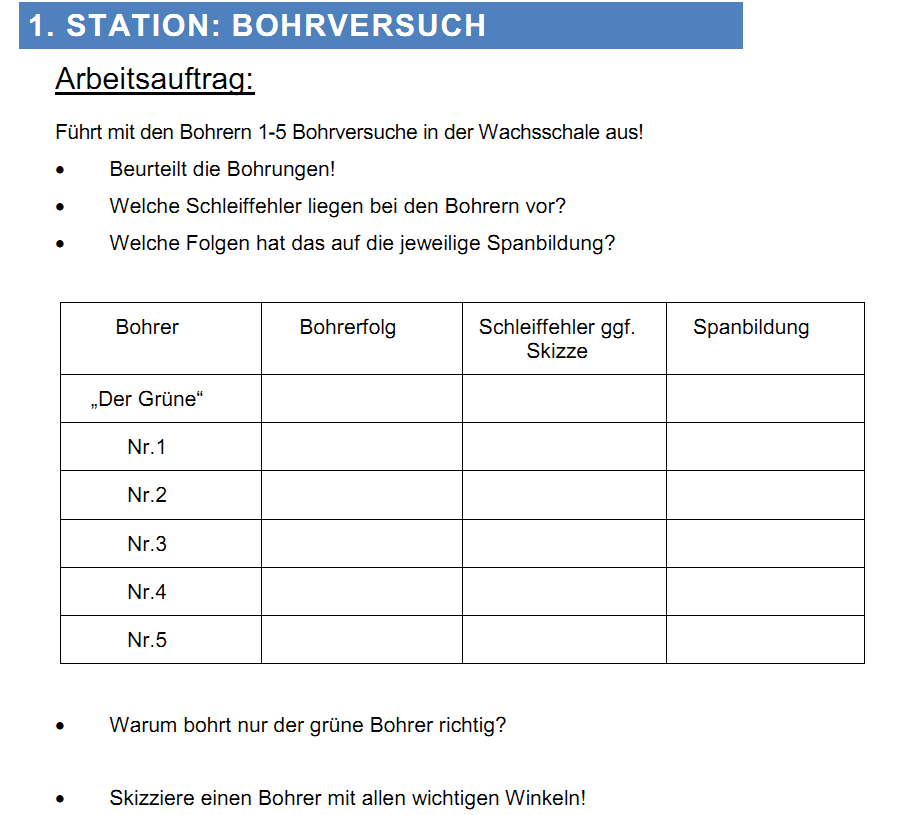 1. STATION: BOHRVERSUCH
Arbeitsauftrag:
Führt mit den Bohrern 1-5 Bohrversuche in der Wachsschale aus!
• Beurteilt die Bohrungen!
• Welche Schleiffehler liegen bei den Bohrern vor?
• Welche Folgen hat das auf die jeweilige Spanbildung?
Bohrer Bohrerfolg Schleiffehler ggf. Spanbildung
Skizze
„Der Grüne“
Nr.1
Nr.2
Nr.3
Nr.4
Nr.5
• Warum bohrt nur der grüne Bohrer richtig?
• Skizziere einen Bohrer mit allen wichtigen Winkeln!